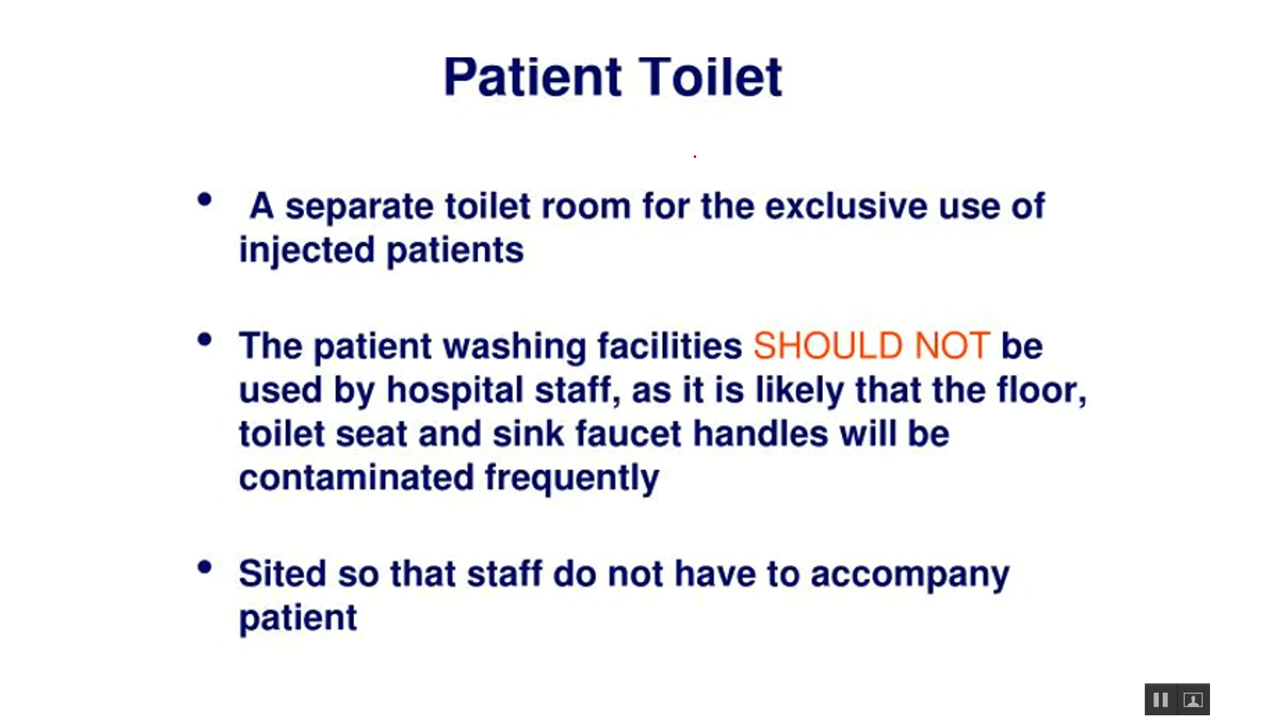 Patient Toilet
• A separate toilet room for the exclusive use of
injected patients
• The patient washing facilities SHOULD NOT be
used by hospital staff, as it is likely that the floor,
toilet seat and sink faucet handles will be
contaminated frequently
• Sited so that staff do not have to accompany
patient